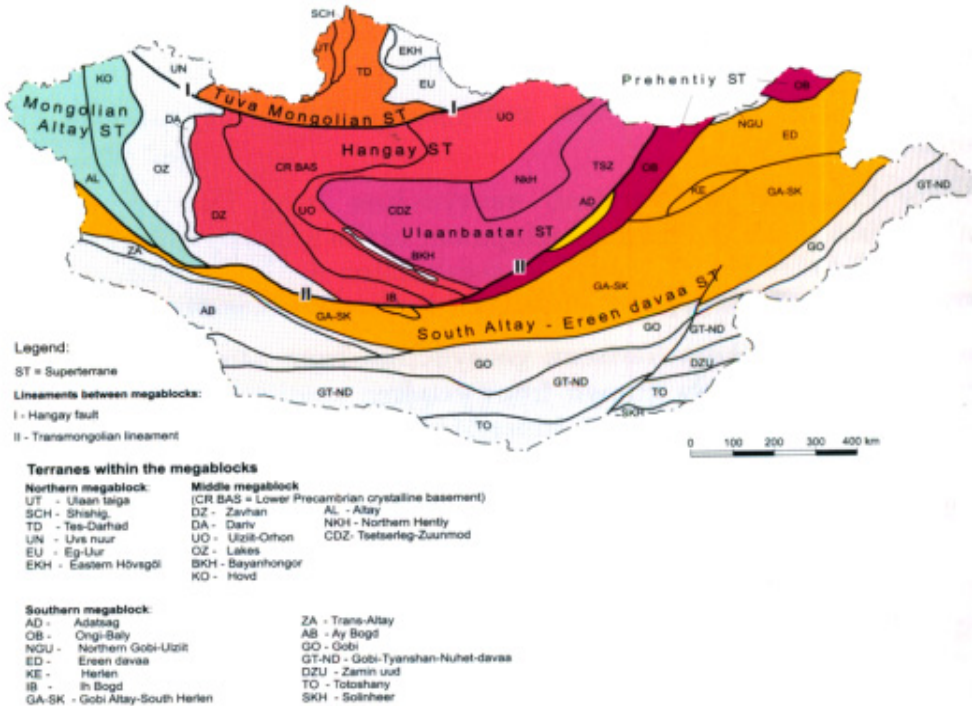 SCH
UT
TD
EKH
EU
UN
I
I
KO
Mongolian
Altay ST
AL
DA
OZ
Tuva Mongolian ST
Hangay ST
CR BAS
DZ
UO
UO
NkH
TSZ
CDZ
Ulaanbaatar ST
BKH
IB
AD
OB
II
II
Prehentiy ST
OB
NGU
ED
KE
GA-SK
GT-ND
GO
ZA
AB
GA-SK
GA-SK
South Altay - Ereen davaa ST
GO
GO
GT-ND
GT-ND
GT-ND
DZU
TO
TO
SKH
Legend:
ST = Superterrane
Lineaments between megablocks:
I - Hangay fault
II - Transmongolian lineament
0 100 200 300 400 km
Terranes within the megablocks
Northern megablock:
UT - Ulaan taiga
SCH - Shishig,
TD - Tes-Darhad
UN - Uvs nuur
EU - Eg-Uur
EKH - Eastern Hövsgöl
Middle megablock
(CR BAS = Lower Precambrian crystalline basement)
DZ - Zavhan
DA - Dariv
UO - Ulziit-Orhon
OZ - Lakes
BKH - Bayanhongor
KO - Hovd
AL - Altay
NKH - Northern Hentiy
CDZ- Tsetserleg-Zuunmod
Southern megablock:
AD - Adatsag
OB - Ongi-Baly
NGU - Northern Gobi-Ulziit
ED - Ereen davaa
KE - Herlen
IB - Ih Bogd
GA-SK - Gobi Altay-South Herlen
ZA - Trans-Altay
AB - Ay Bogd
GO - Gobi
GT-ND - Gobi-Tyanshan-Nuhet-davaa
DZU - Zamin uud
TO - Totoshany
SKH - Solinheer